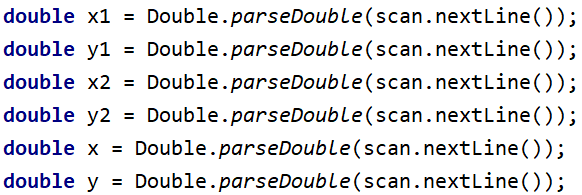 double x1 = Double.parseDouble(scan.nextLine());
double y1 = Double.parseDouble(scan.nextLine());
double x2 = Double.parseDouble(scan.nextLine());
double y2 = Double.parseDouble(scan.nextLine());
double x = Double.parseDouble(scan.nextLine());
double y = Double.parseDouble(scan.nextLine());